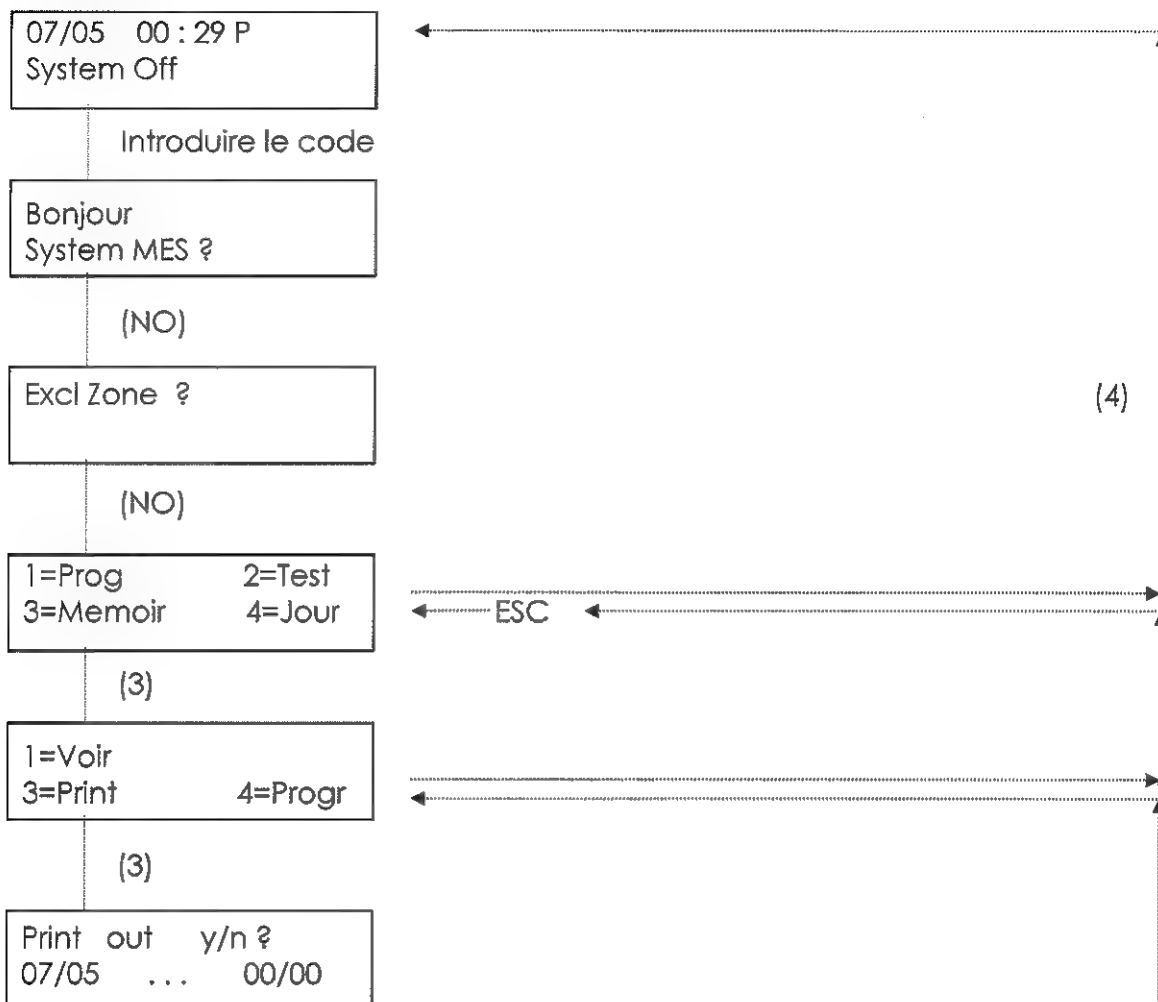 07/05 00 : 29 P
System Off
Introduire le code
Bonjour
System MES ?
(NO)
Excl Zone ?
(4)
(NO)
1=Prog 2=Test
3=Memoir 4=Jour
ESC
(3)
1=Voir
3=Print 4=Progr
(3)
Print out y/n ?
07/05 ... 00/00